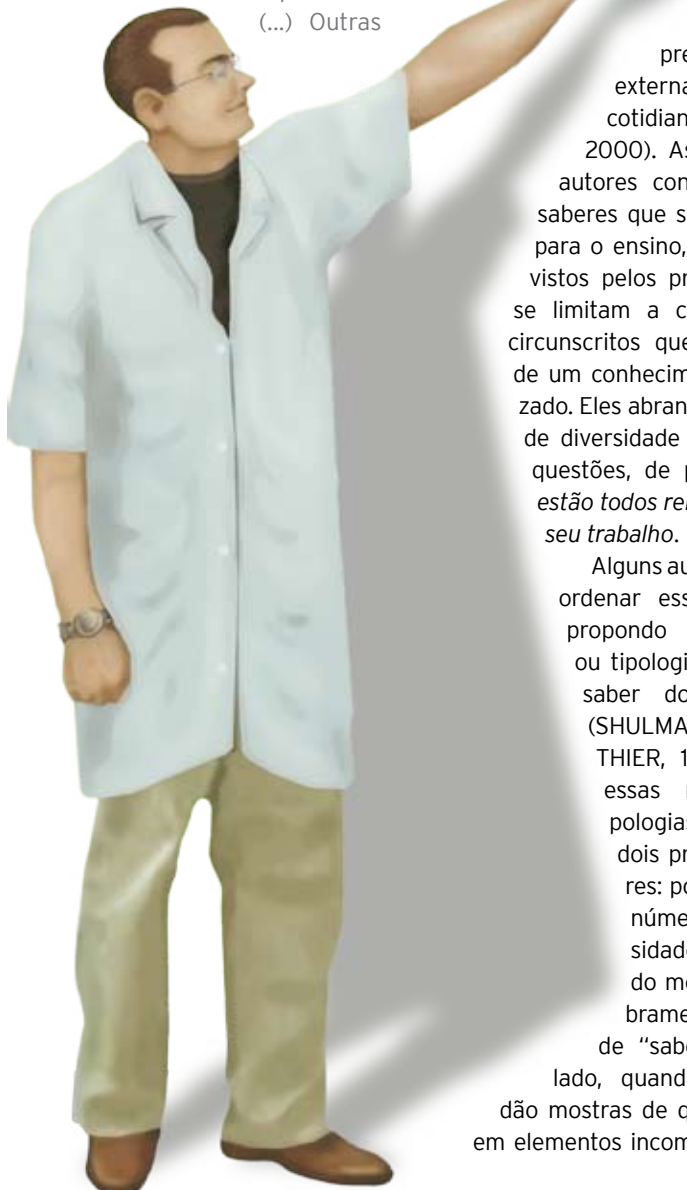 (...) Outras
pre
externa
cotidian
2000). As
autores con
saberes que s
para o ensino,
vistos pelos pr
se limitam a c
circunscritos que
de um conhecim
zado. Eles abran
de diversidade
questões, de p
estão todos rel
seu trabalho.
Alguns au
ordenar ess
propondo
ou tipologi
saber do
(SHULMA
THIER, 1
essas
pologias
dois pr
res: po
núme
sidade
do me
brame
de “sab
lado, quand
dão mostras de q
em elementos incom